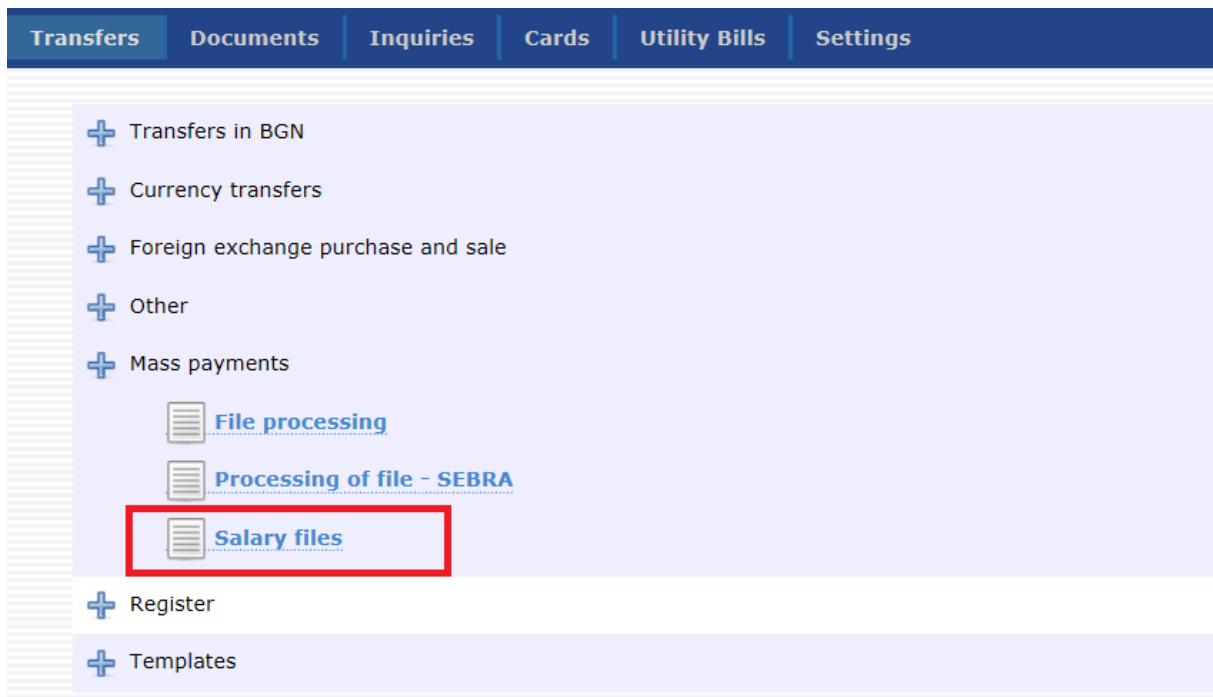 Transfers Documents Inquiries Cards Utility Bills Settings
Transfers in BGN
Currency transfers
Foreign exchange purchase and sale
Other
Mass payments
File processing
Processing of file - SEBRA
Salary files
Register
Templates